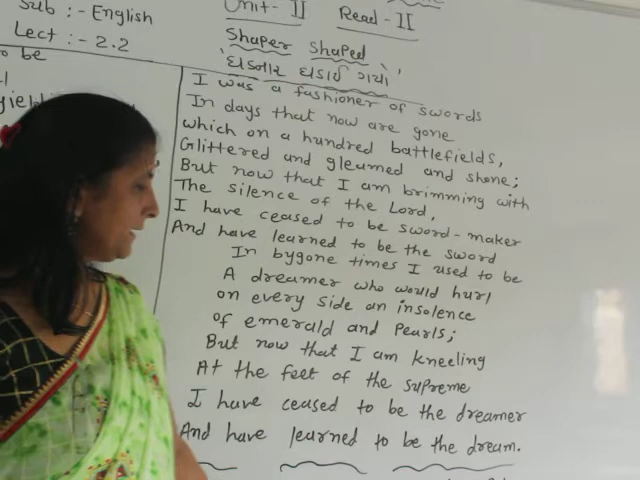 Sub :- English
Unit- II Read - II
Lect :- 2.2
Shaper Shaped
'ઘડનાર ઘડાઈ ગયો'
o be
I was a fashioner of swords
In days that now are gone
which on a hundred battlefields,
Glittered and gleamed and shone;
But now that I am brimming with
The silence of the Lord,
I have ceased to be sword-maker
And have learned to be the sword
In bygone times I used to be
A dreamer who would hurl
on every side an insolence
of emerald and Pearls;
But now that I am kneeling
At the feet of the supreme
I have ceased to be the dreamer
And have learned to be the dream.